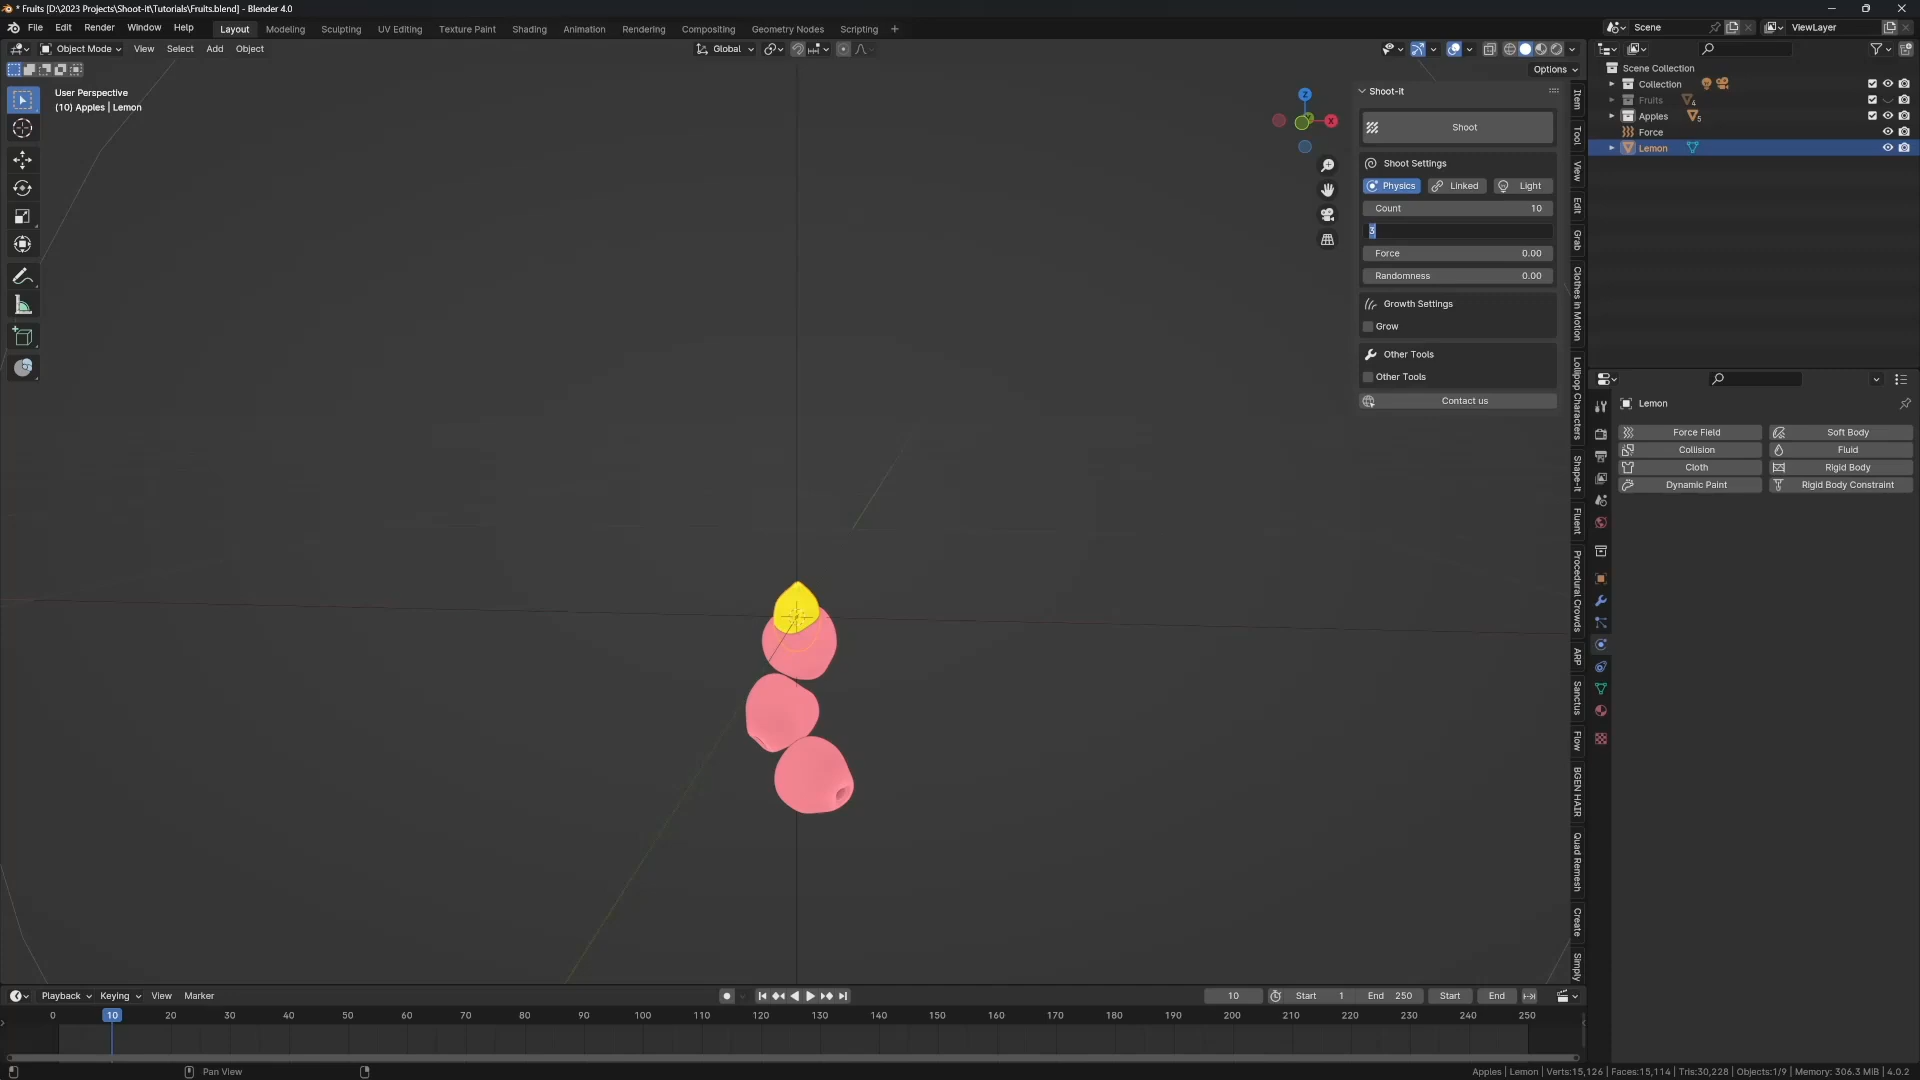 * Fruits [D:\2023 Projects\Shoot-it\Tutorials\Fruits.blend] - Blender 4.0
File Edit Render Window Help Layout Modeling Sculpting UV Editing Texture Paint Shading Animation Rendering Compositing Geometry Nodes Scripting + Scene ViewLayer
Object Mode View Select Add Object Global
Options
User Perspective
(10) Apples | Lemon
Z
Y
X
Shoot-it
Shoot
Shoot Settings
Physics Linked Light
Count 10
3
Force 0.00
Randomness 0.00
Growth Settings
Grow
Other Tools
Other Tools
Contact us
Item
Tool
View
Edit
Grab
Clothes in Motion
Lollipop Characters
Shape-it
Fluent
Procedural Crowds
ARP
Sanctus
Flow
BGEN HAIR
Quad Remesh
Create
Simply
Scene Collection
Collection
Fruits 4
Apples 5
Force
Lemon
Lemon
Force Field Soft Body
Collision Fluid
Cloth Rigid Body
Dynamic Paint Rigid Body Constraint
Playback Keying View Marker 10 Start 1 End 250 Start End
0 10 20 30 40 50 60 70 80 90 100 110 120 130 140 150 160 170 180 190 200 210 220 230 240 250
Pan View
Apples | Lemon | Verts:15,126 | Faces:15,114 | Tris:30,228 | Objects:1/9 | Memory: 306.3 MiB | 4.0.2